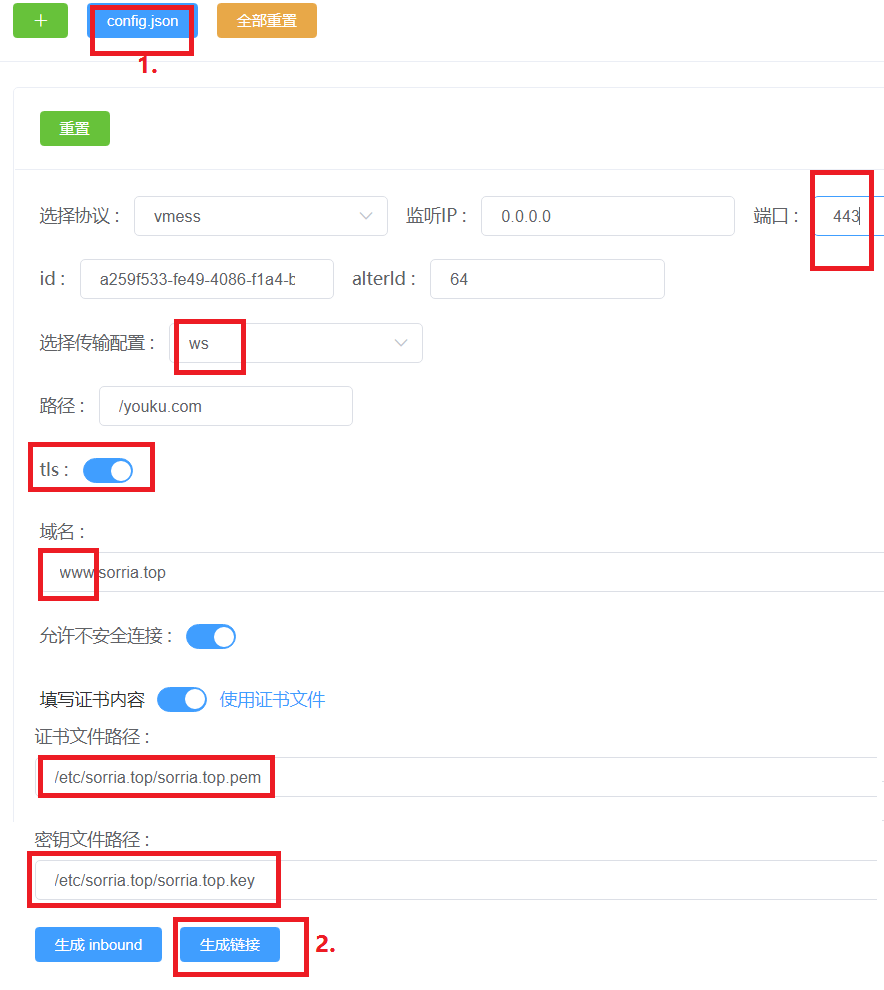 + config.json 全部重置
1.
重置
选择协议： vmess 监听IP： 0.0.0.0 端口： 443
id： a259f533-fe49-4086-f1a4-b alterId： 64
选择传输配置： ws
路径： /youku.com
tls：
域名：
www.sorria.top
允许不安全连接：
填写证书内容 使用证书文件
证书文件路径：
/etc/sorria.top/sorria.top.pem
密钥文件路径：
/etc/sorria.top/sorria.top.key
生成 inbound 生成链接 2.